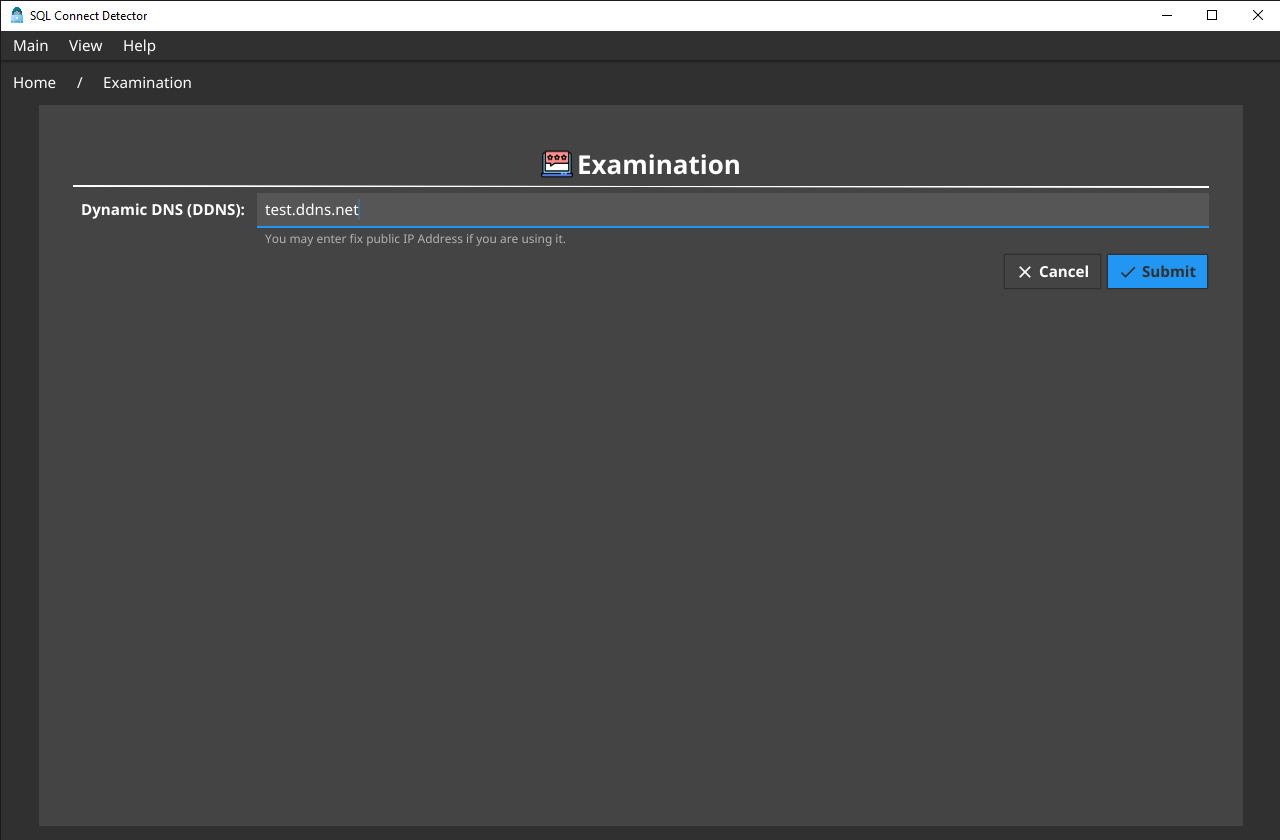 SQL Connect Detector
Main View Help
Home / Examination
Examination
Dynamic DNS (DDNS): test.ddns.net
You may enter fix public IP Address if you are using it.
Cancel Submit